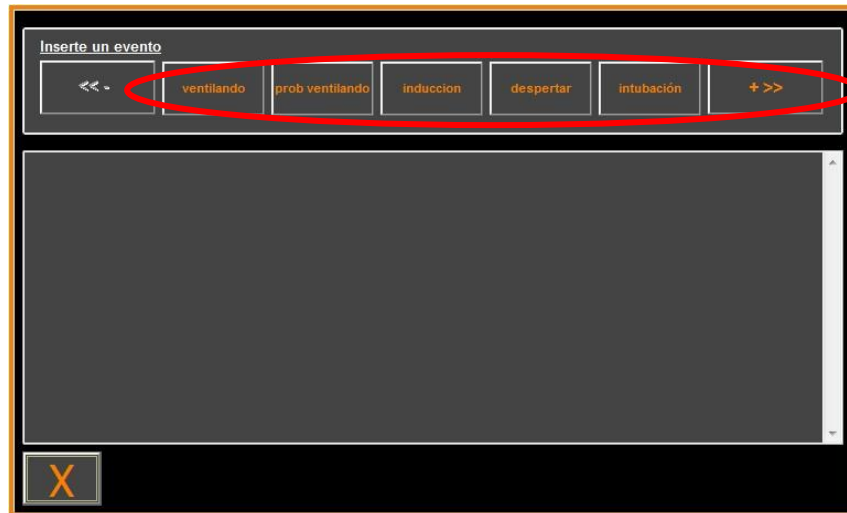 Inserte un evento
<< - ventilando prob ventilando induccion despertar intubación + >>
X